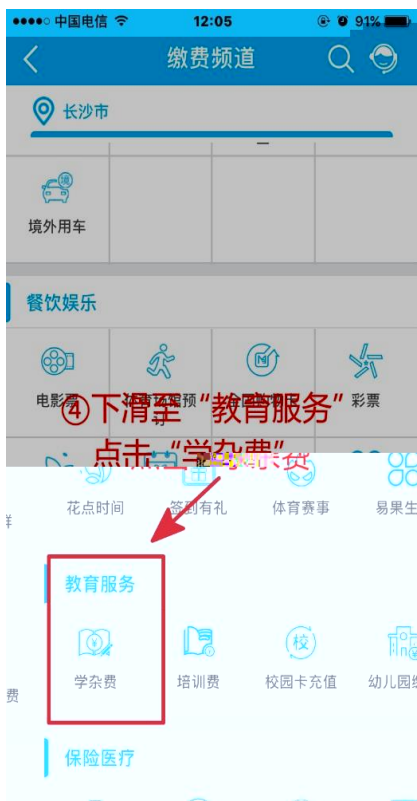 中国电信 12:05 91%
缴费频道
长沙市
境外用车
餐饮娱乐
电影票 彩票
④下滑至“教育服务”
点击“学杂费”
花点时间 签到有礼 体育赛事 易果生
教育服务
学杂费 培训费 校园卡充值 幼儿园缴
费
保险医疗